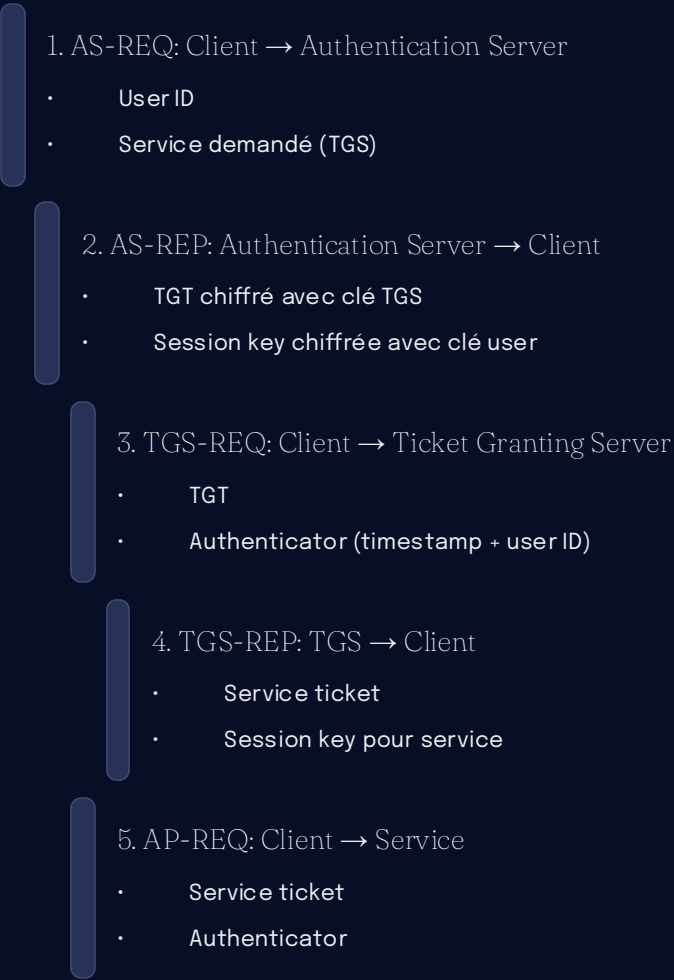 1. AS-REQ: Client → Authentication Server
• User ID
• Service demandé (TGS)
2. AS-REP: Authentication Server → Client
• TGT chiffré avec clé TGS
• Session key chiffrée avec clé user
3. TGS-REQ: Client → Ticket Granting Server
• TGT
• Authenticator (timestamp + user ID)
4. TGS-REP: TGS → Client
• Service ticket
• Session key pour service
5. AP-REQ: Client → Service
• Service ticket
• Authenticator